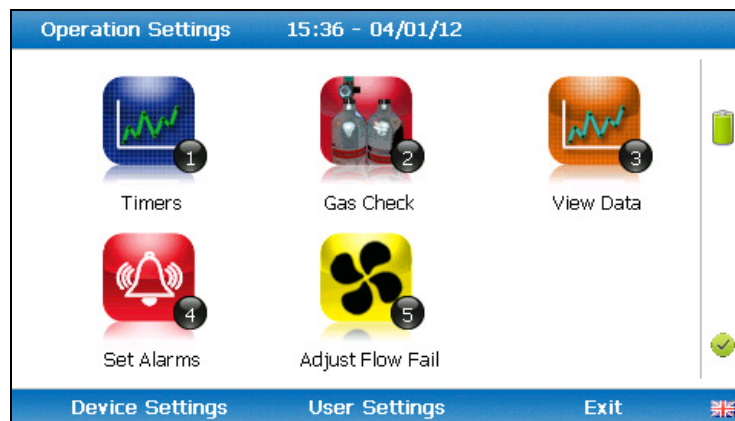 Operation Settings 15:36 - 04/01/12
1 2 3
Timers Gas Check View Data
4 5
Set Alarms Adjust Flow Fail
Device Settings User Settings Exit